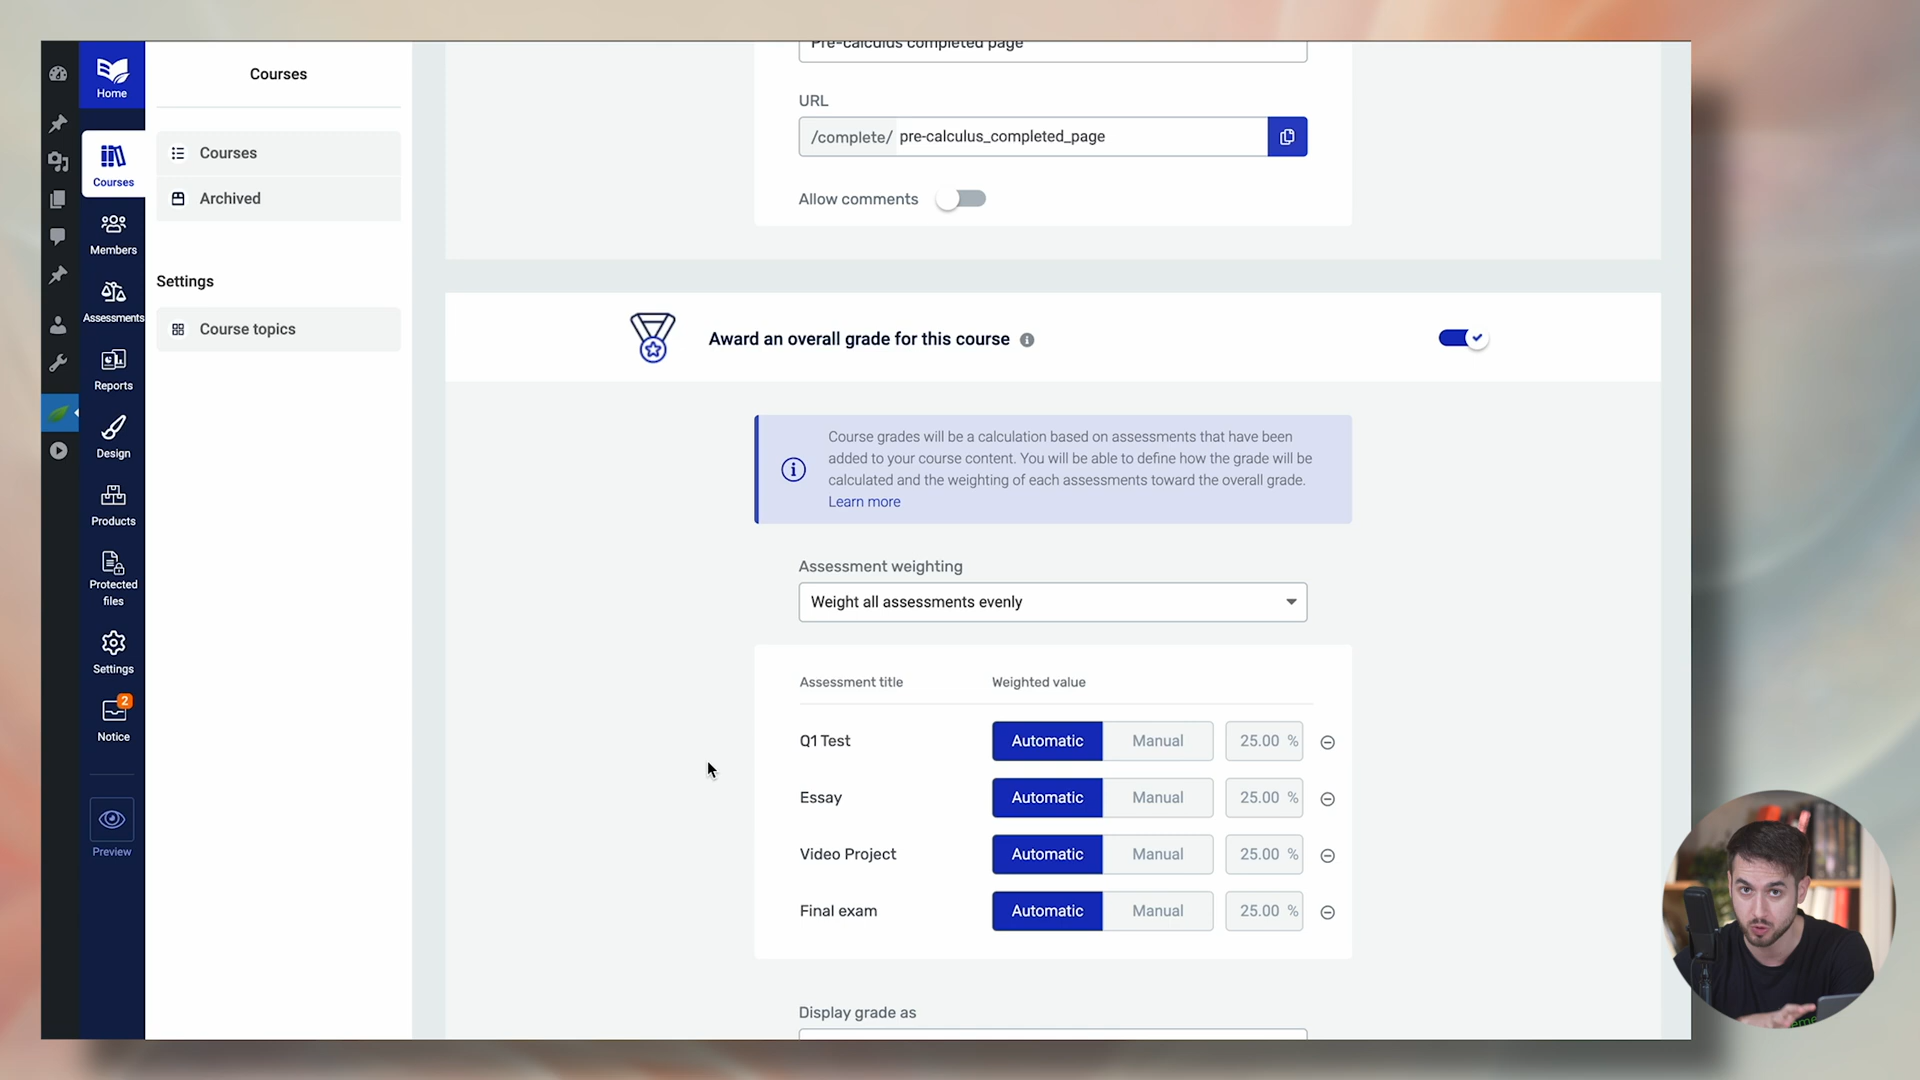 Home
Courses
Members
Assessments
Reports
Design
Products
Protected
files
Settings
2
Notice
Preview
Courses
Courses
Archived
Settings
Course topics
Pre-calculus completed page
URL
/complete/ pre-calculus_completed_page
Allow comments
Award an overall grade for this course
Course grades will be a calculation based on assessments that have been
added to your course content. You will be able to define how the grade will be
calculated and the weighting of each assessments toward the overall grade.
Learn more
Assessment weighting
Weight all assessments evenly
Assessment title Weighted value
Q1 Test Automatic Manual 25.00 %
Essay Automatic Manual 25.00 %
Video Project Automatic Manual 25.00 %
Final exam Automatic Manual 25.00 %
Display grade as